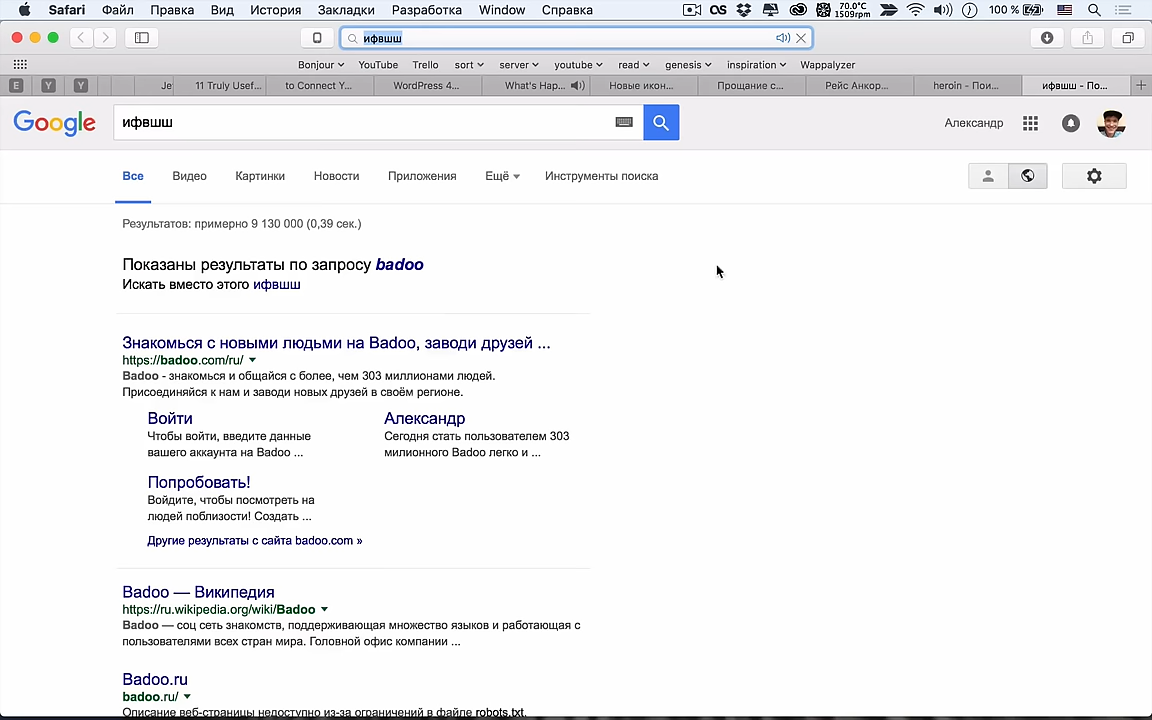 Safari Файл Правка Вид История Закладки Разработка Window Справка 70.0°C 1509rpm 100 %
ифвшш
Bonjour YouTube Trello sort server youtube read genesis inspiration Wappalyzer
E Y Y Je 11 Truly Usef... to Connect Y... WordPress 4... What's Hap... Новые икон... Прощание с... Рейс Анкор... heroin - Пои... ифвшш - По...
Google ифвшш Александр
Все Видео Картинки Новости Приложения Ещё Инструменты поиска
Результатов: примерно 9 130 000 (0,39 сек.)
Показаны результаты по запросу badoo
Искать вместо этого ифвшш
Знакомься с новыми людьми на Badoo, заводи друзей ...
https://badoo.com/ru/
Badoo - знакомься и общайся с более, чем 303 миллионами людей.
Присоединяйся к нам и заводи новых друзей в своём регионе.
Войти
Чтобы войти, введите данные
вашего аккаунта на Badoo ...
Александр
Сегодня стать пользователем 303
милионного Badoo легко и ...
Попробовать!
Войдите, чтобы посмотреть на
людей поблизости! Создать ...
Другие результаты с сайта badoo.com »
Badoo — Википедия
https://ru.wikipedia.org/wiki/Badoo
Badoo — соц сеть знакомств, поддерживающая множество языков и работающая с
пользователями всех стран мира. Головной офис компании ...
Badoo.ru
badoo.ru/
Описание веб-страницы недоступно из-за ограничений в файле robots.txt.